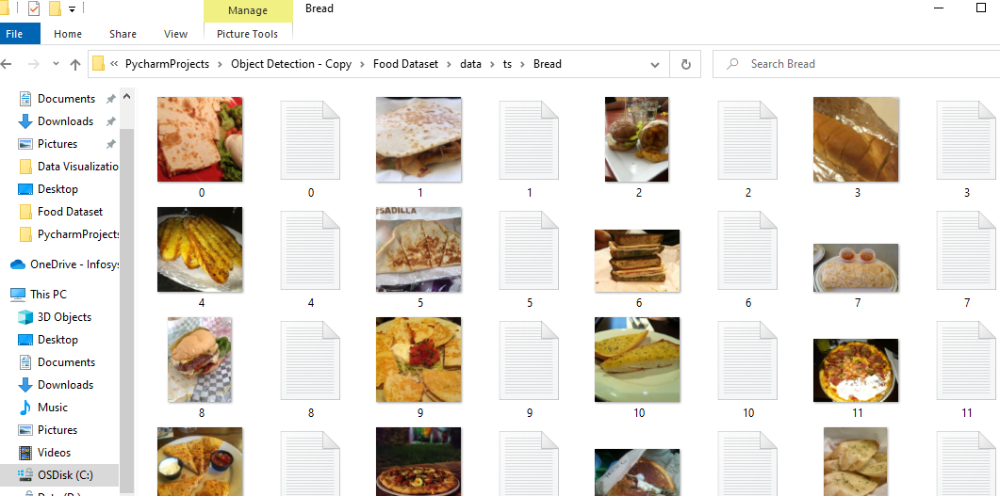 Manage
Bread
File
Home
Share
View
Picture Tools
« PycharmProjects > Object Detection - Copy > Food Dataset > data > ts > Bread
Search Bread
Documents
Downloads
Pictures
Data Visualizatio
Desktop
Food Dataset
PycharmProjects
OneDrive - Infosys
This PC
3D Objects
Desktop
Documents
Downloads
Music
Pictures
Videos
OSDisk (C:)
0 0 1 1 2 2 3 3
ESADILLA
4 4 5 5 6 6 7 7
8 8 9 9 10 10 11 11